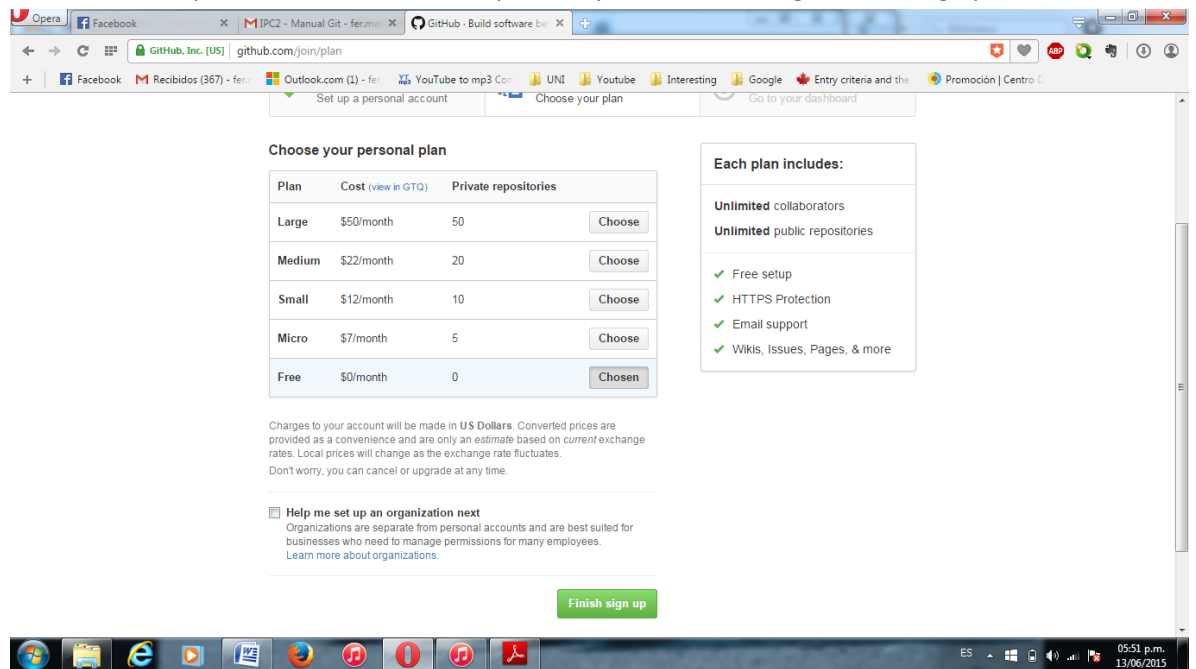 Opera
Facebook
IPC2 - Manual Git - fer.me
GitHub · Build software be
GitHub, Inc. [US] github.com/join/plan
ABP
Facebook Recibidos (367) - fer.r Outlook.com (1) - fer_ YouTube to mp3 Con UNI Youtube Interesting Google Entry criteria and the Promoción | Centro D
Set up a personal account
Choose your plan
Go to your dashboard
Choose your personal plan
Plan Cost (view in GTQ) Private repositories
Large $50/month 50 Choose
Medium $22/month 20 Choose
Small $12/month 10 Choose
Micro $7/month 5 Choose
Free $0/month 0 Chosen
Charges to your account will be made in US Dollars. Converted prices are
provided as a convenience and are only an estimate based on current exchange
rates. Local prices will change as the exchange rate fluctuates.
Don't worry, you can cancel or upgrade at any time.
Help me set up an organization next
Organizations are separate from personal accounts and are best suited for
businesses who need to manage permissions for many employees.
Learn more about organizations.
Finish sign up
Each plan includes:
Unlimited collaborators
Unlimited public repositories
Free setup
HTTPS Protection
Email support
Wikis, Issues, Pages, & more
ES
05:51 p.m.
13/06/2015